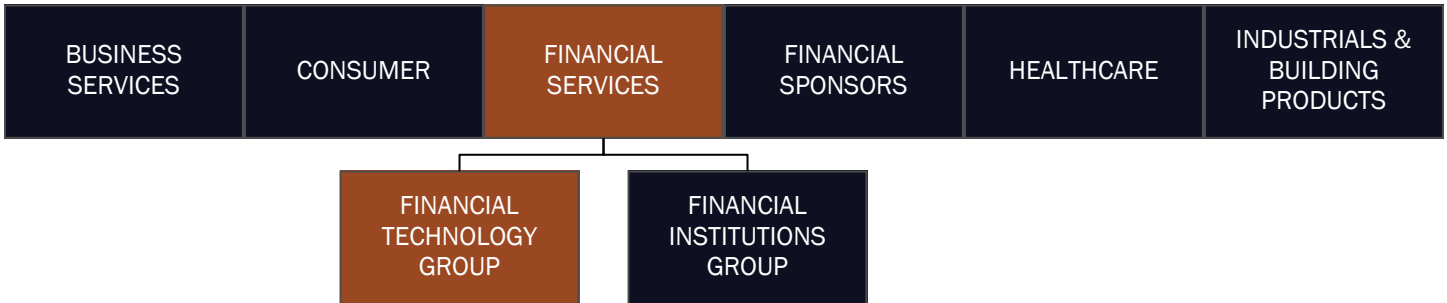 BUSINESS
SERVICES
CONSUMER
FINANCIAL
SERVICES
FINANCIAL
SPONSORS
HEALTHCARE
INDUSTRIALS &
BUILDING
PRODUCTS
FINANCIAL
TECHNOLOGY
GROUP
FINANCIAL
INSTITUTIONS
GROUP